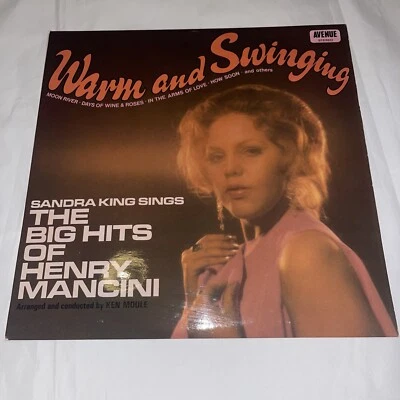 AVENUE
STEREO
Warm and Swinging
MOON RIVER · DAYS OF WINE & ROSES · IN THE ARMS OF LOVE · HOW SOON · and others
SANDRA KING SINGS
THE
BIG HITS
OF
HENRY
MANCINI
Arranged and conducted by KEN MOULE